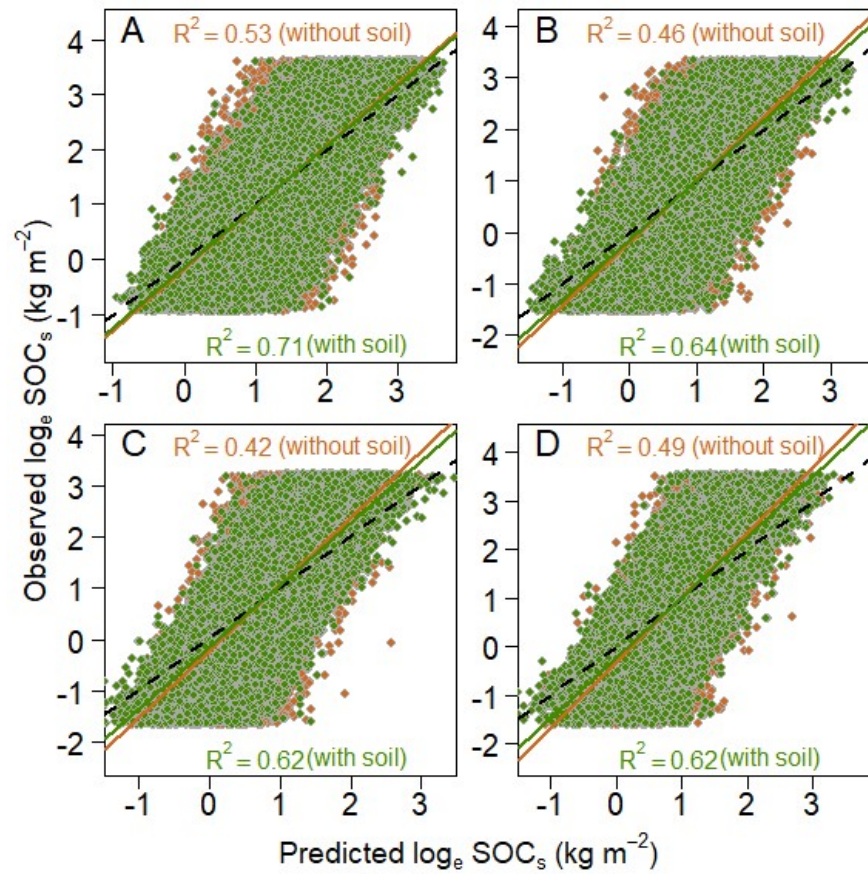 A
R² = 0.53 (without soil)
4
3
2
1
0
-1
R² = 0.71 (with soil)
-1 0 1 2 3
B
R² = 0.46 (without soil)
4
3
2
1
0
-1
-2
R² = 0.64 (with soil)
-1 0 1 2 3
C
R² = 0.42 (without soil)
4
3
2
1
0
-1
-2
R² = 0.62 (with soil)
-1 0 1 2 3
D
R² = 0.49 (without soil)
4
3
2
1
0
-1
-2
R² = 0.62 (with soil)
-1 0 1 2 3 4
Observed logₑ SOCₛ (kg m⁻²)
Predicted logₑ SOCₛ (kg m⁻²)